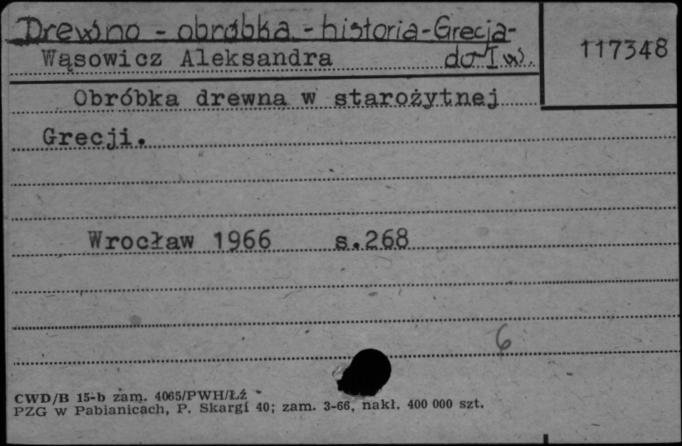 Drewno - obróbka - historia - Grecja -
do I w.
117348
Wąsowicz Aleksandra
Obróbka drewna w starożytnej
Grecji.
Wrocław 1966 s.268
6
CWD/B 15-b zam. 4065/PWH/Łź
PZG w Pabianicach, P. Skargi 40; zam. 3-66, nakł. 400 000 szt.